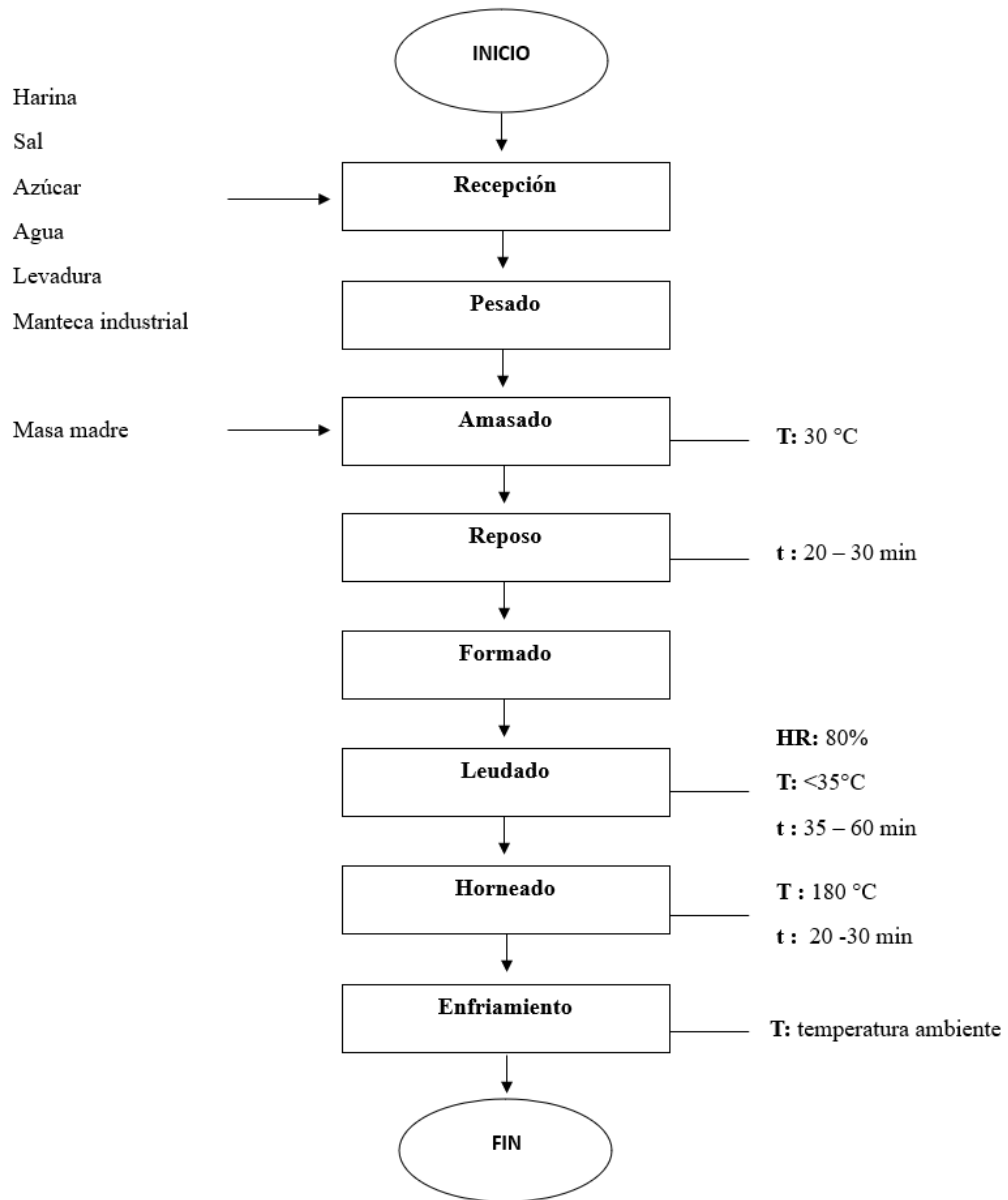 INICIO
Harina
Sal
Azúcar
Agua
Levadura
Manteca industrial
Recepción
Pesado
Masa madre
Amasado
T: 30 °C
Reposo
t : 20 – 30 min
Formado
Leudado
HR: 80%
T: <35°C
t : 35 – 60 min
Horneado
T : 180 °C
t : 20 -30 min
Enfriamiento
T: temperatura ambiente
FIN